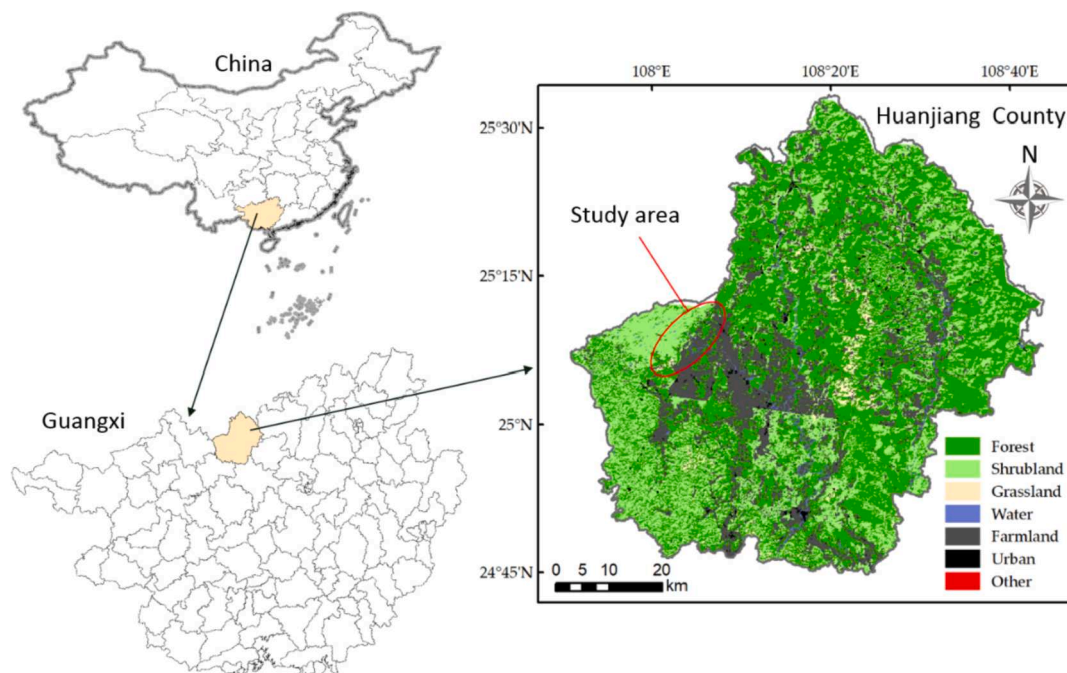 China
Guangxi
108°E
108°20'E
108°40'E
25°30'N
25°15'N
25°N
24°45'N
Huanjiang County
N
Study area
Forest
Shrubland
Grassland
Water
Farmland
Urban
Other
0 5 10 20
km